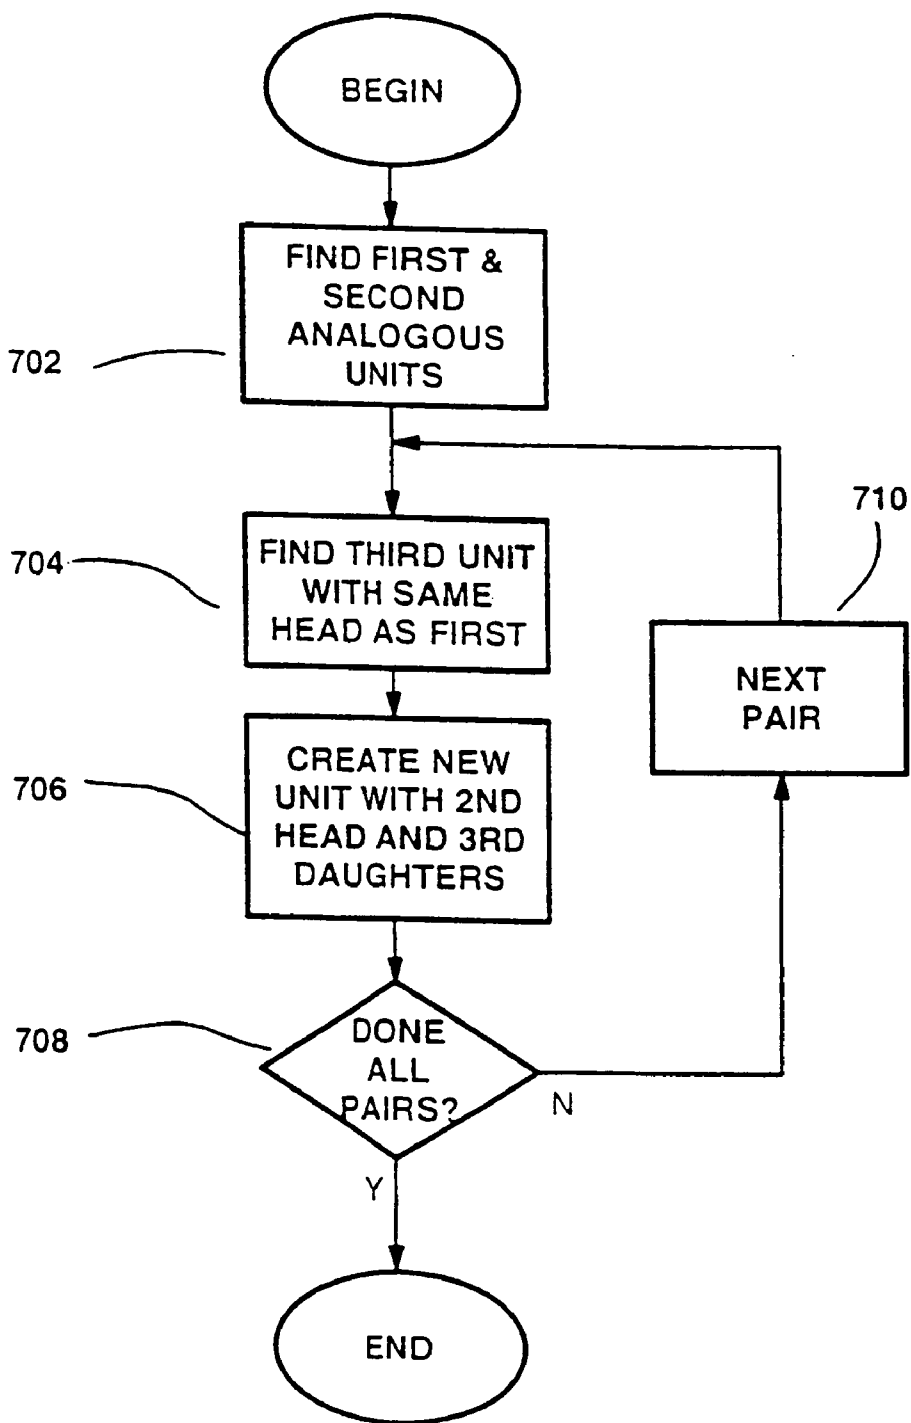 BEGIN
FIND FIRST &
SECOND
ANALOGOUS
UNITS
702
FIND THIRD UNIT
WITH SAME
HEAD AS FIRST
704
710
NEXT
PAIR
CREATE NEW
UNIT WITH 2ND
HEAD AND 3RD
DAUGHTERS
706
DONE
ALL
PAIRS?
708
N
Y
END